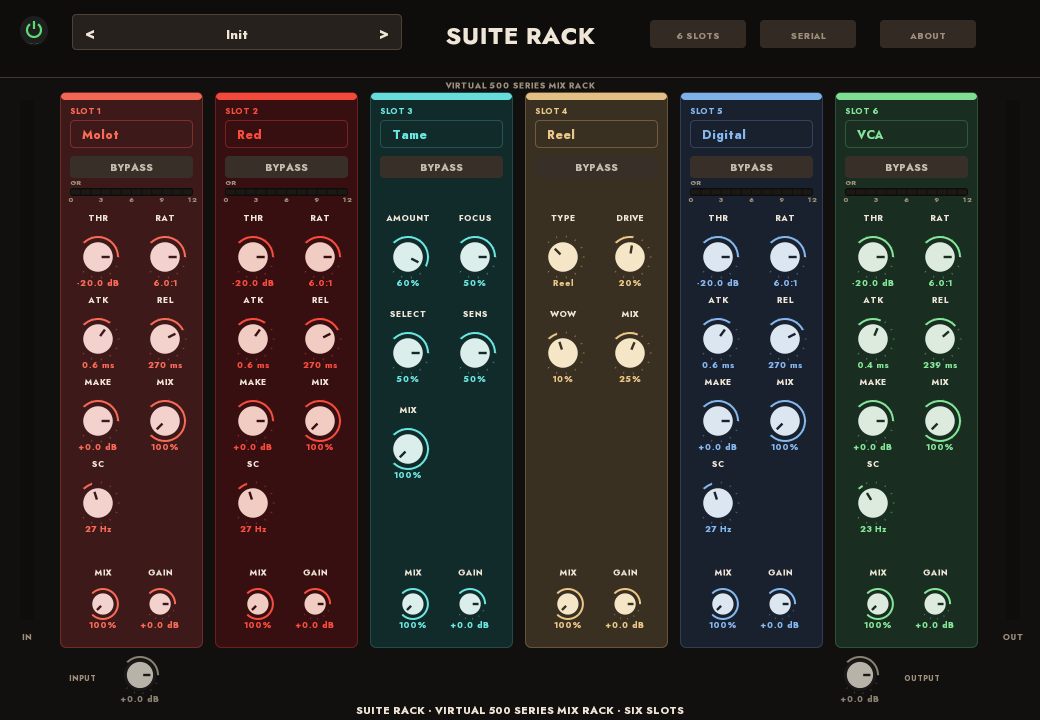 < Init >
SUITE RACK
6 SLOTS SERIAL ABOUT
VIRTUAL 500 SERIES MIX RACK
SLOT 1
Molot
BYPASS
GR
0 3 6 9 12
THR RAT
-20.0 dB 6.0:1
ATK REL
0.6 ms 270 ms
MAKE MIX
+0.0 dB 100%
SC
27 Hz
MIX GAIN
100% +0.0 dB
SLOT 2
Red
BYPASS
GR
0 3 6 9 12
THR RAT
-20.0 dB 6.0:1
ATK REL
0.6 ms 270 ms
MAKE MIX
+0.0 dB 100%
SC
27 Hz
MIX GAIN
100% +0.0 dB
SLOT 3
Tame
BYPASS
AMOUNT FOCUS
60% 50%
SELECT SENS
50% 50%
MIX
100%
MIX GAIN
100% +0.0 dB
SLOT 4
Reel
BYPASS
TYPE DRIVE
Reel 20%
WOW MIX
10% 25%
MIX GAIN
100% +0.0 dB
SLOT 5
Digital
BYPASS
GR
0 3 6 9 12
THR RAT
-20.0 dB 6.0:1
ATK REL
0.6 ms 270 ms
MAKE MIX
+0.0 dB 100%
SC
27 Hz
MIX GAIN
100% +0.0 dB
SLOT 6
VCA
BYPASS
GR
0 3 6 9 12
THR RAT
-20.0 dB 6.0:1
ATK REL
0.4 ms 239 ms
MAKE MIX
+0.0 dB 100%
SC
23 Hz
MIX GAIN
100% +0.0 dB
IN OUT
INPUT
+0.0 dB
OUTPUT
+0.0 dB
SUITE RACK · VIRTUAL 500 SERIES MIX RACK · SIX SLOTS